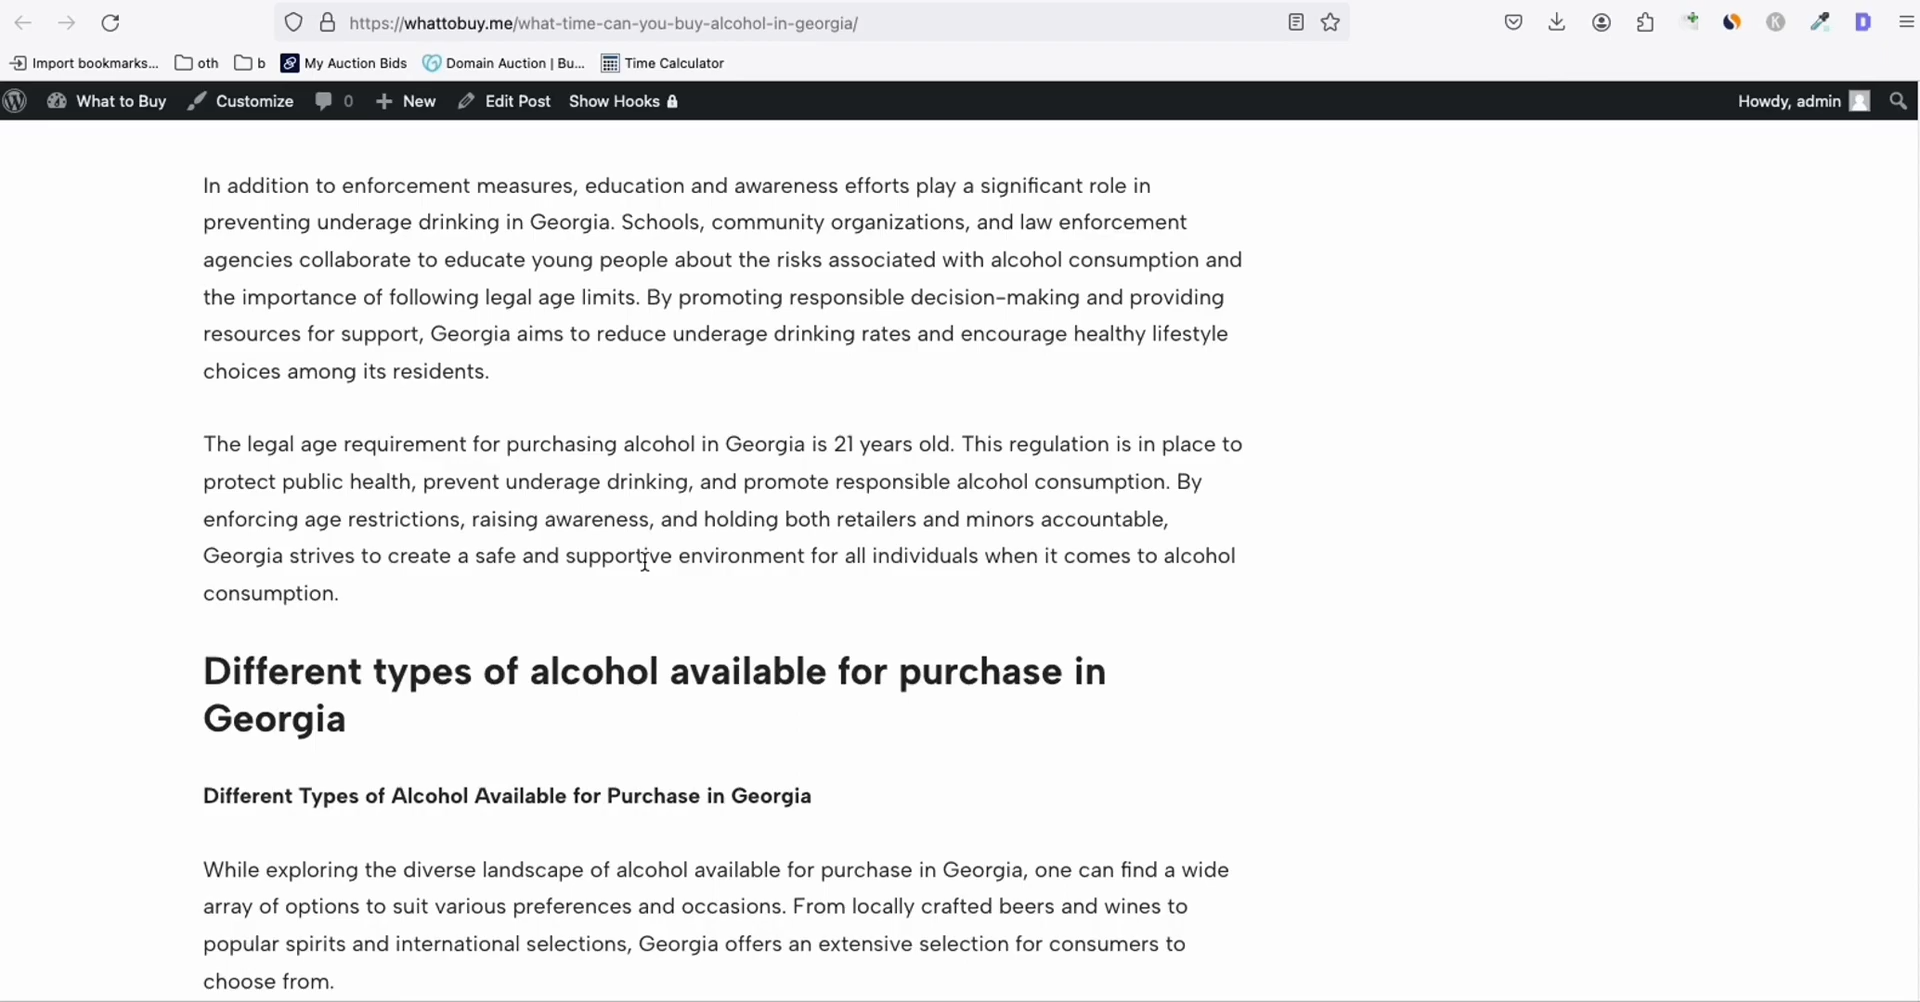 https://whattobuy.me/what-time-can-you-buy-alcohol-in-georgia/
Import bookmarks... oth b My Auction Bids Domain Auction | Bu... Time Calculator
What to Buy Customize 0 New Edit Post Show Hooks Howdy, admin
In addition to enforcement measures, education and awareness efforts play a significant role in
preventing underage drinking in Georgia. Schools, community organizations, and law enforcement
agencies collaborate to educate young people about the risks associated with alcohol consumption and
the importance of following legal age limits. By promoting responsible decision-making and providing
resources for support, Georgia aims to reduce underage drinking rates and encourage healthy lifestyle
choices among its residents.
The legal age requirement for purchasing alcohol in Georgia is 21 years old. This regulation is in place to
protect public health, prevent underage drinking, and promote responsible alcohol consumption. By
enforcing age restrictions, raising awareness, and holding both retailers and minors accountable,
Georgia strives to create a safe and supportive environment for all individuals when it comes to alcohol
consumption.
Different types of alcohol available for purchase in
Georgia
Different Types of Alcohol Available for Purchase in Georgia
While exploring the diverse landscape of alcohol available for purchase in Georgia, one can find a wide
array of options to suit various preferences and occasions. From locally crafted beers and wines to
popular spirits and international selections, Georgia offers an extensive selection for consumers to
choose from.